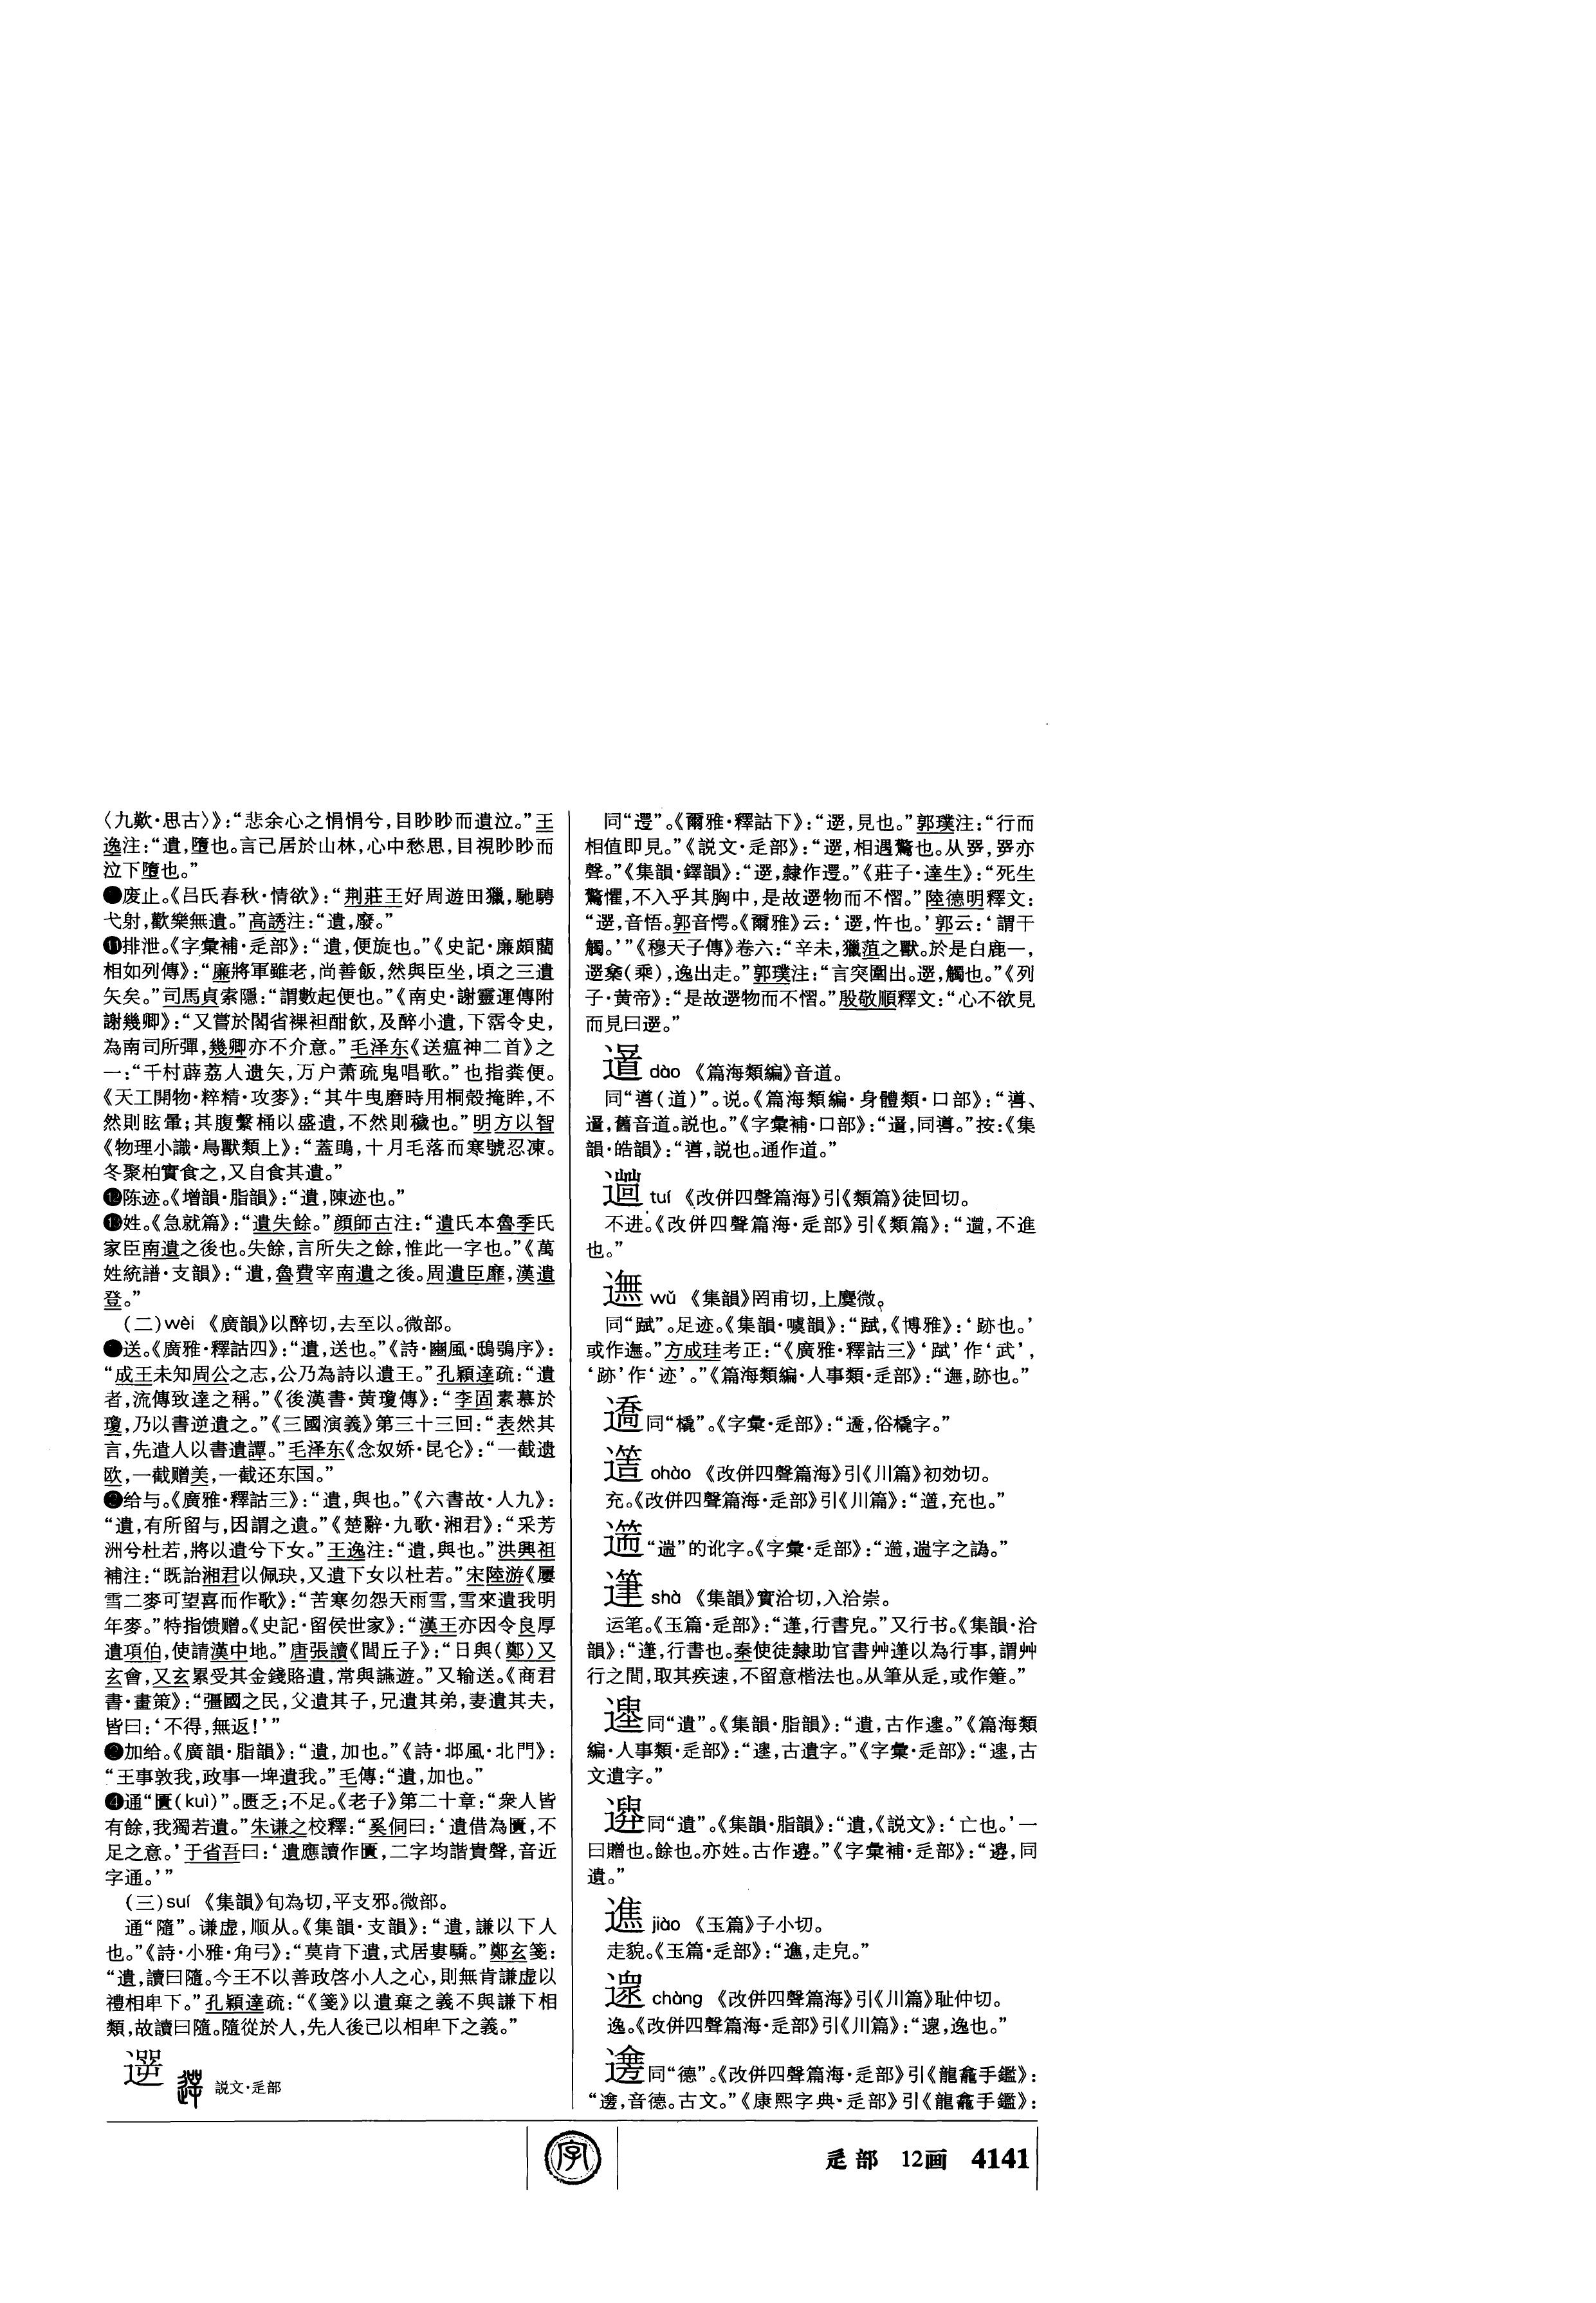 〈九歎·思古〉》：“悲余心之悁悁兮，目眇眇而遺泣。”王
逸注：“遺，墮也。言己居於山林，心中愁思，目視眇眇而
泣下墮也。”
废止。《吕氏春秋·情欲》：“荆莊王好周遊田獵，馳騁
弋射，歡樂無遺。”高誘注：“遺，廢。”
⓫排泄。《字彙補·辵部》：“遺，便旋也。”《史記·廉頗藺
相如列傳》：“廉將軍雖老，尚善飯，然與臣坐，頃之三遺
矢矣。”司馬貞索隱：“謂數起便也。”《南史·謝靈運傳附
謝幾卿》：“又嘗於閣省裸袒酣飲，及醉小遺，下霑令史，
為南司所彈，幾卿亦不介意。”毛泽东《送瘟神二首》之
一：“千村薜荔人遗矢，万户萧疏鬼唱歌。”也指粪便。
《天工開物·粹精·攻麥》：“其牛曳磨時用桐殼掩眸，不
然則眩暈；其腹繫桶以盛遺，不然則穢也。”明方以智
《物理小識·鳥獸類上》：“蓋鴠，十月毛落而寒號忍凍。
冬聚柏實食之，又自食其遺。”
⓬陈迹。《增韻·脂韻》：“遺，陳迹也。”
⓭姓。《急就篇》：“遺失餘。”顔師古注：“遺氏本魯季氏
家臣南遺之後也。失餘，言所失之餘，惟此一字也。”《萬
姓統譜·支韻》：“遺，魯費宰南遺之後。周遺臣靡，漢遺
登。”
（二）wèi 《廣韻》以醉切，去至以。微部。
送。《廣雅·釋詁四》：“遺，送也。”《詩·豳風·鴟鴞序》：
“成王未知周公之志，公乃為詩以遺王。”孔穎達疏：“遺
者，流傳致達之稱。”《後漢書·黄瓊傳》：“李固素慕於
瓊，乃以書逆遺之。”《三國演義》第三十三回：“表然其
言，先遣人以書遺譚。”毛泽东《念奴娇·昆仑》：“一截遗
欧，一截赠美，一截还东国。”
❷给与。《廣雅·釋詁三》：“遺，與也。”《六書故·人九》：
“遺，有所留与，因謂之遺。”《楚辭·九歌·湘君》：“采芳
洲兮杜若，將以遺兮下女。”王逸注：“遺，與也。”洪興祖
補注：“既詒湘君以佩玦，又遺下女以杜若。”宋陸游《屢
雪二麥可望喜而作歌》：“苦寒勿怨天雨雪，雪來遺我明
年麥。”特指馈赠。《史記·留侯世家》：“漢王亦因令良厚
遺項伯，使請漢中地。”唐張讀《閭丘子》：“日與（鄭）又
玄會，又玄累受其金錢賂遺，常與讌遊。”又输送。《商君
書·畫策》：“彊國之民，父遺其子，兄遺其弟，妻遺其夫，
皆曰：‘不得，無返！’”
加给。《廣韻·脂韻》：“遺，加也。”《詩·邶風·北門》：
“王事敦我，政事一埤遺我。”毛傳：“遺，加也。”
❹通“匱（kuì）”。匮乏；不足。《老子》第二十章：“衆人皆
有餘，我獨若遺。”朱谦之校釋：“奚侗曰：‘遺借為匱，不
足之意。’于省吾曰：‘遺應讀作匱，二字均諧貴聲，音近
字通。’”
（三）suí 《集韻》旬為切，平支邪。微部。
通“隨”。谦虚，顺从。《集韻·支韻》：“遺，謙以下人
也。”《詩·小雅·角弓》：“莫肯下遺，式居婁驕。”鄭玄箋：
“遺，讀曰隨。今王不以善政啓小人之心，則無肯謙虚以
禮相卑下。”孔穎達疏：“《箋》以遺棄之義不與謙下相
類，故讀曰隨。隨從於人，先人後己以相卑下之義。”
遻 説文·辵部
同“遌”。《爾雅·釋詁下》：“遻，見也。”郭璞注：“行而
相值即見。”《説文·辵部》：“遻，相遇驚也。从㖾，㖾亦
聲。”《集韻·鐸韻》：“遻，隸作遌。”《莊子·達生》：“死生
驚懼，不入乎其胸中，是故遻物而不慴。”陸德明釋文：
“遻，音悟。郭音愕。《爾雅》云：‘遻，忤也。’郭云：‘謂干
觸。’”《穆天子傳》卷六：“辛未，獵菹之獸。於是白鹿一，
遻椉（乘），逸出走。”郭璞注：“言突圍出。遻，觸也。”《列
子·黄帝》：“是故遻物而不慴。”殷敬順釋文：“心不欲見
而見曰遻。”
dào 《篇海類編》音道。
同“噵（道）”。说。《篇海類編·身體類·口部》：“噵、
，舊音道。説也。”《字彙補·口部》：“，同噵。”按：《集
韻·皓韻》：“噵，説也。通作道。”
tuí 《改併四聲篇海》引《類篇》徒回切。
不进。《改併四聲篇海·辵部》引《類篇》：“，不進
也。”
wǔ 《集韻》罔甫切，上麌微。
同“𧿓”。足迹。《集韻·噳韻》：“，《博雅》：‘跡也。’
或作。”方成珪考正：“《廣雅·釋詁三》‘’作‘武’，
‘跡’作‘迹’。”《篇海類編·人事類·辵部》：“，跡也。”
同“橇”。《字彙·辵部》：“，俗橇字。”
ohào 《改併四聲篇海》引《川篇》初効切。
充。《改併四聲篇海·辵部》引《川篇》：“，充也。”
“遄”的讹字。《字彙·辵部》：“，遄字之譌。”
shà 《集韻》實洽切，入洽崇。
运笔。《玉篇·辵部》：“，行書皃。”又行书。《集韻·洽
韻》：“，行書也。秦使徒隸助官書艸以為行事，謂艸
行之間，取其疾速，不留意楷法也。从筆从辵，或作。”
同“遺”。《集韻·脂韻》：“遺，古作。”《篇海類
編·人事類·辵部》：“，古遺字。”《字彙·辵部》：“，古
文遺字。”
同“遺”。《集韻·脂韻》：“遺，《説文》：‘亡也。’一
曰贈也。餘也。亦姓。古作。”《字彙補·辵部》：“，同
遺。”
jiào 《玉篇》子小切。
走貌。《玉篇·辵部》：“，走皃。”
chàng 《改併四聲篇海》引《川篇》耻仲切。
逸。《改併四聲篇海·辵部》引《川篇》：“，逸也。”
同“德”。《改併四聲篇海·辵部》引《龍龕手鑑》：
“，音德。古文。”《康熙字典·辵部》引《龍龕手鑑》：
字
辵部 12画 4141